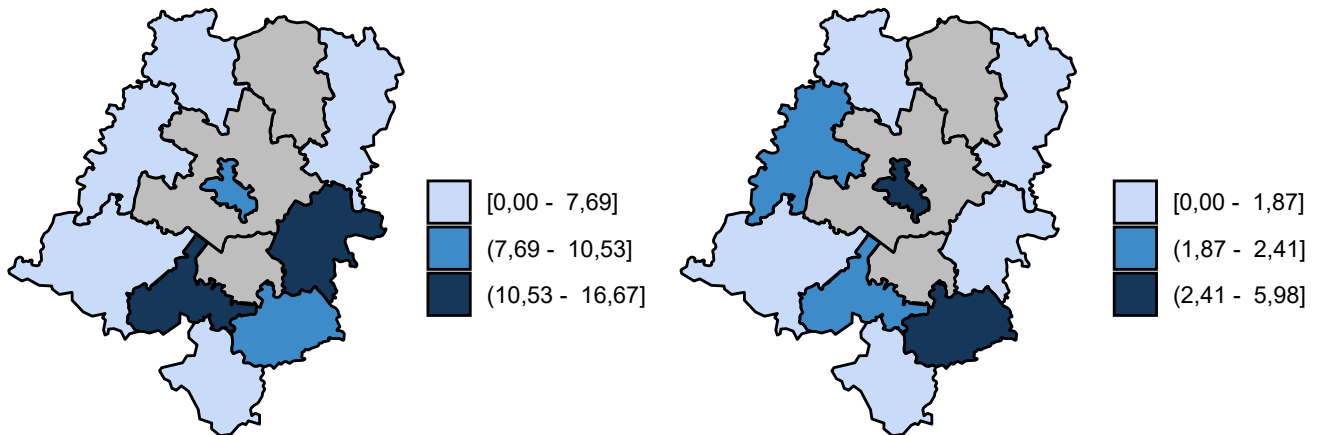 [0,00 - 7,69]
(7,69 - 10,53]
(10,53 - 16,67]
[0,00 - 1,87]
(1,87 - 2,41]
(2,41 - 5,98]